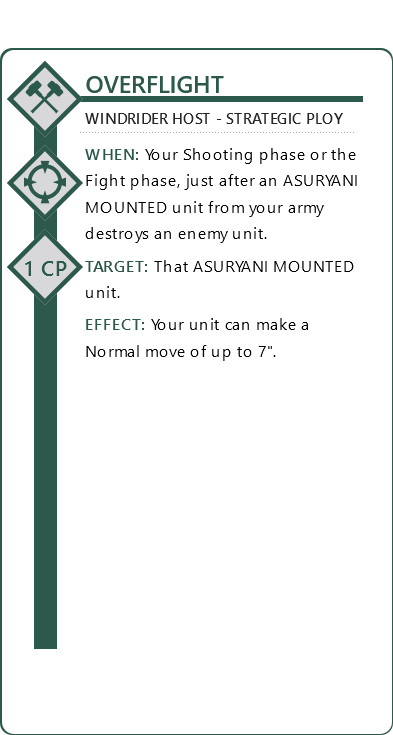 OVERFLIGHT
WINDRIDER HOST - STRATEGIC PLOY
WHEN: Your Shooting phase or the
Fight phase, just after an ASURYANI
MOUNTED unit from your army
destroys an enemy unit.
1 CP
TARGET: That ASURYANI MOUNTED
unit.
EFFECT: Your unit can make a
Normal move of up to 7".